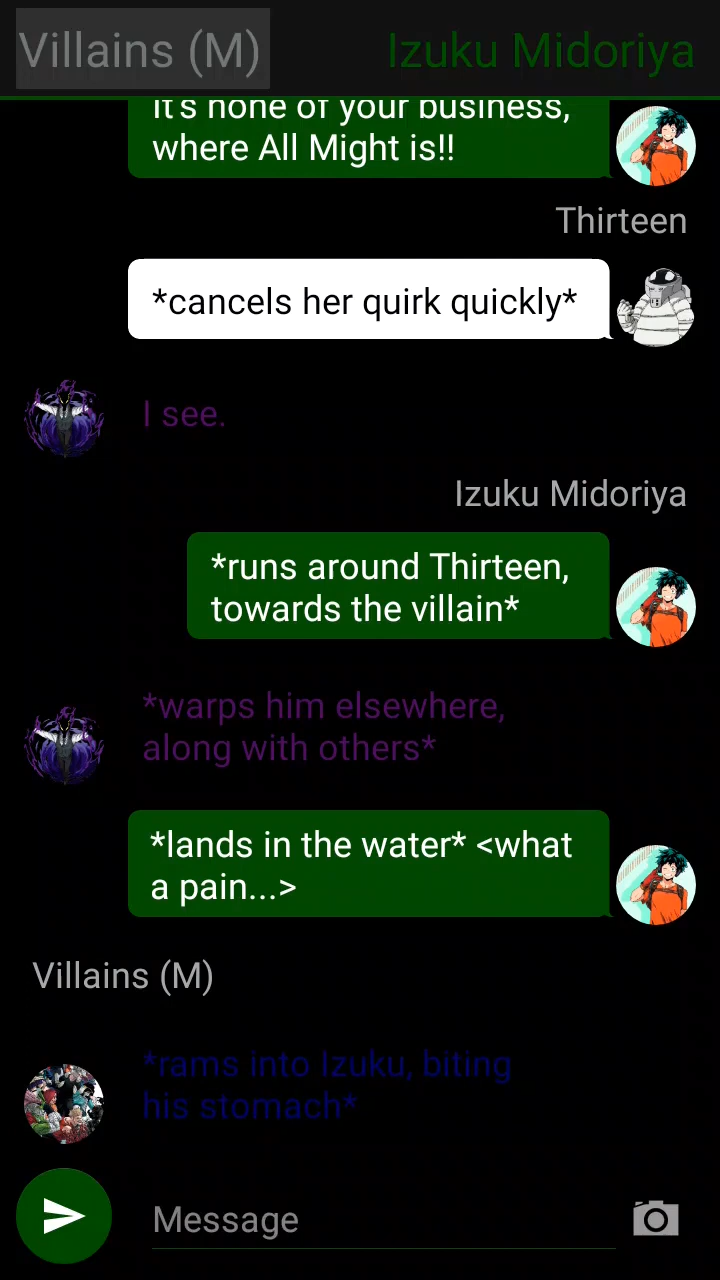 Villains (M) Izuku Midoriya
It's none of your business,
where All Might is!!
Thirteen
*cancels her quirk quickly*
I see.
Izuku Midoriya
*runs around Thirteen,
towards the villain*
*warps him elsewhere,
along with others*
*lands in the water* <what
a pain...>
Villains (M)
*rams into Izuku, biting
his stomach*
Message